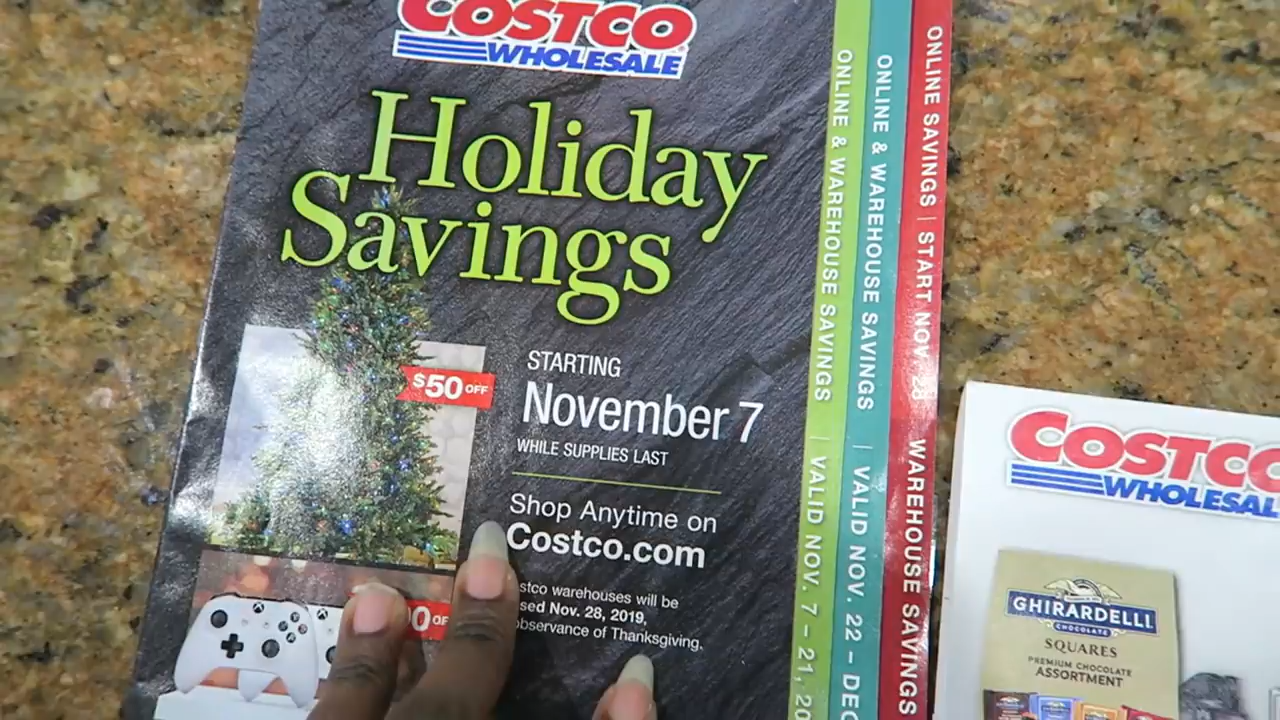 COSTCO
WHOLESALE
Holiday
Savings
$50 OFF
STARTING
November 7
WHILE SUPPLIES LAST
Shop Anytime on
Costco.com
warehouses will be
Nov. 28, 2019,
observance of Thanksgiving.
ONLINE & WAREHOUSE SAVINGS | VALID NOV. 7 – 21,
ONLINE & WAREHOUSE SAVINGS | VALID NOV. 22 –
ONLINE SAVINGS | START NOV. 28
WAREHOUSE SAVINGS
COSTCO
WHOLESALE
GHIRARDELLI
CHOCOLATE
SQUARES
PREMIUM CHOCOLATE
ASSORTMENT